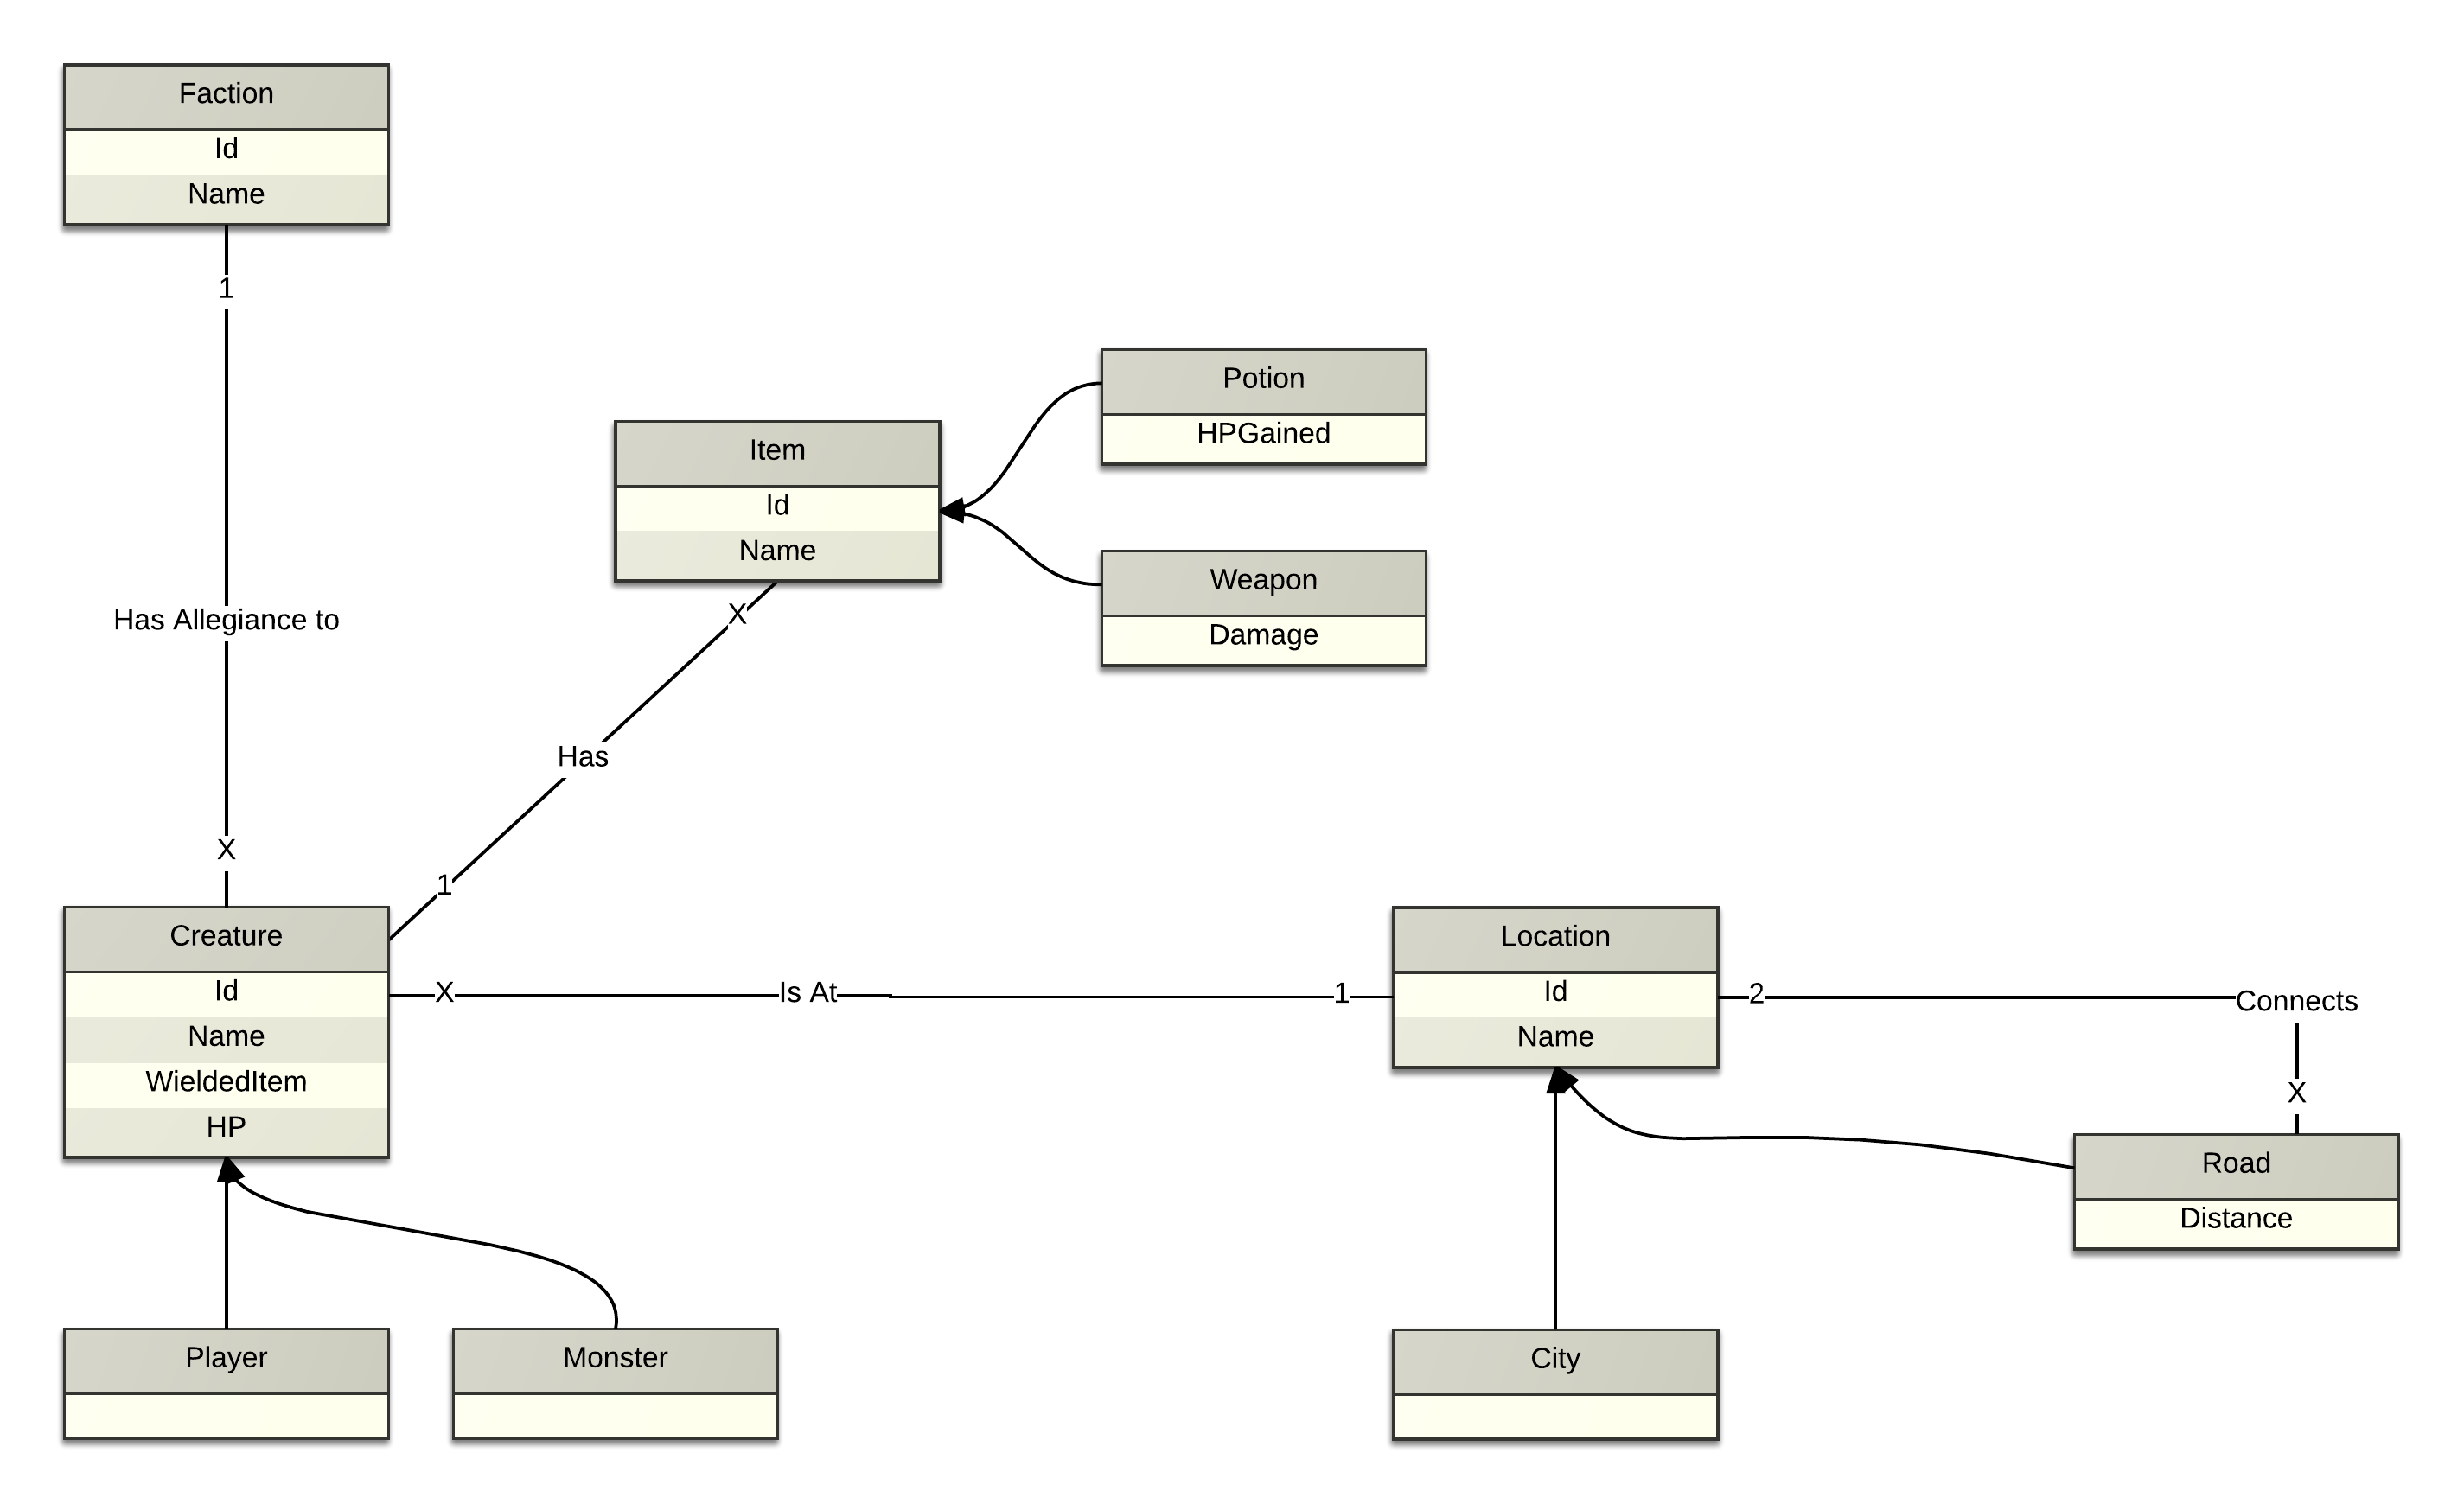 Faction
Id
Name
1
Has Allegiance to
X
Potion
HPGained
Item
Id
Name
Weapon
Damage
X
Has
1
Creature
Id
Name
WieldedItem
HP
X
Is At
1
Location
Id
Name
2
Connects
X
Road
Distance
Player
Monster
City